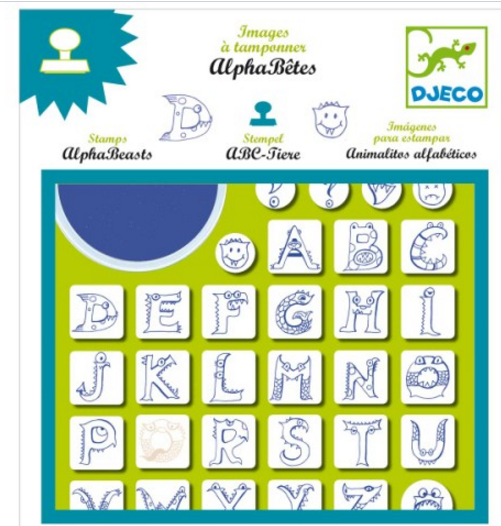 Images
à tamponner
AlphaBêtes
DJECO
Stamps
AlphaBeasts
Stempel
ABC-Tiere
Imágenes
para estampar
Animalitos alfabéticos
? ?
A B C
D E F G H I
J K L M N O
P Q R S T U
V W X Y Z